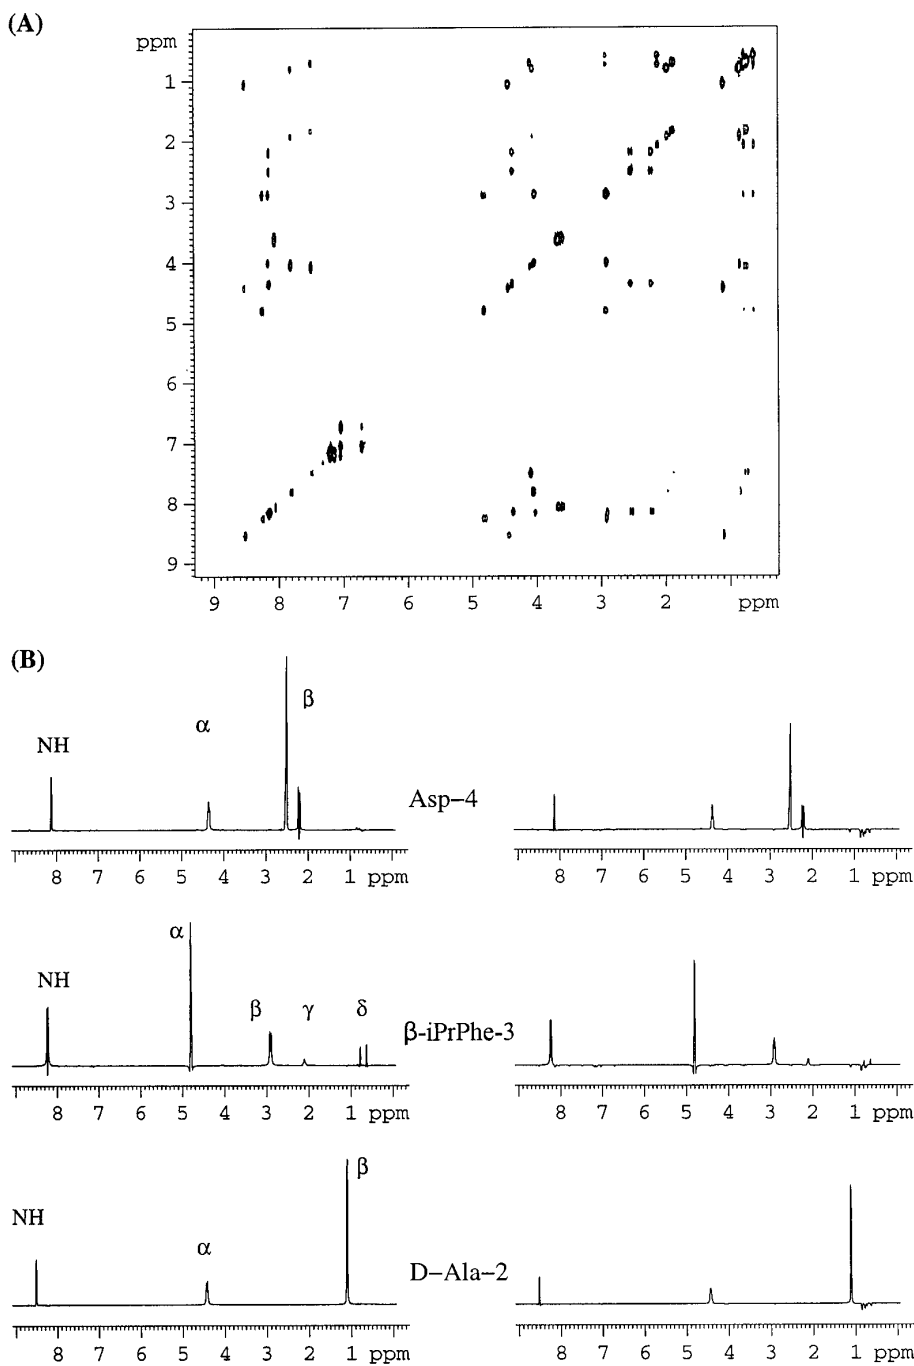 (A)
ppm
1
2
3
4
5
6
7
8
9
9 8 7 6 5 4 3 2 ppm
(B)
NH α β
Asp-4
8 7 6 5 4 3 2 1 ppm
8 7 6 5 4 3 2 1 ppm
NH α β γ δ
β-iPrPhe-3
8 7 6 5 4 3 2 1 ppm
8 7 6 5 4 3 2 1 ppm
NH α β
D-Ala-2
8 7 6 5 4 3 2 1 ppm
8 7 6 5 4 3 2 1 ppm